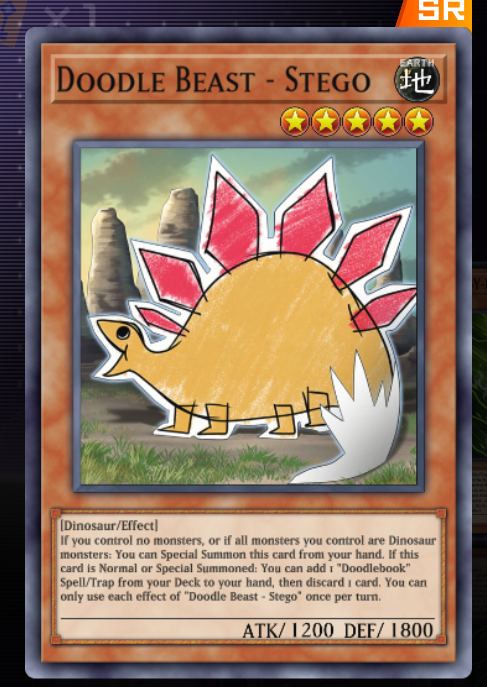 SR
DOODLE BEAST - STEGO
EARTH
地
[Dinosaur/Effect]
If you control no monsters, or if all monsters you control are Dinosaur
monsters: You can Special Summon this card from your hand. If this
card is Normal or Special Summoned: You can add 1 "Doodlebook"
Spell/Trap from your Deck to your hand, then discard 1 card. You can
only use each effect of "Doodle Beast - Stego" once per turn.
ATK/ 1200 DEF/ 1800